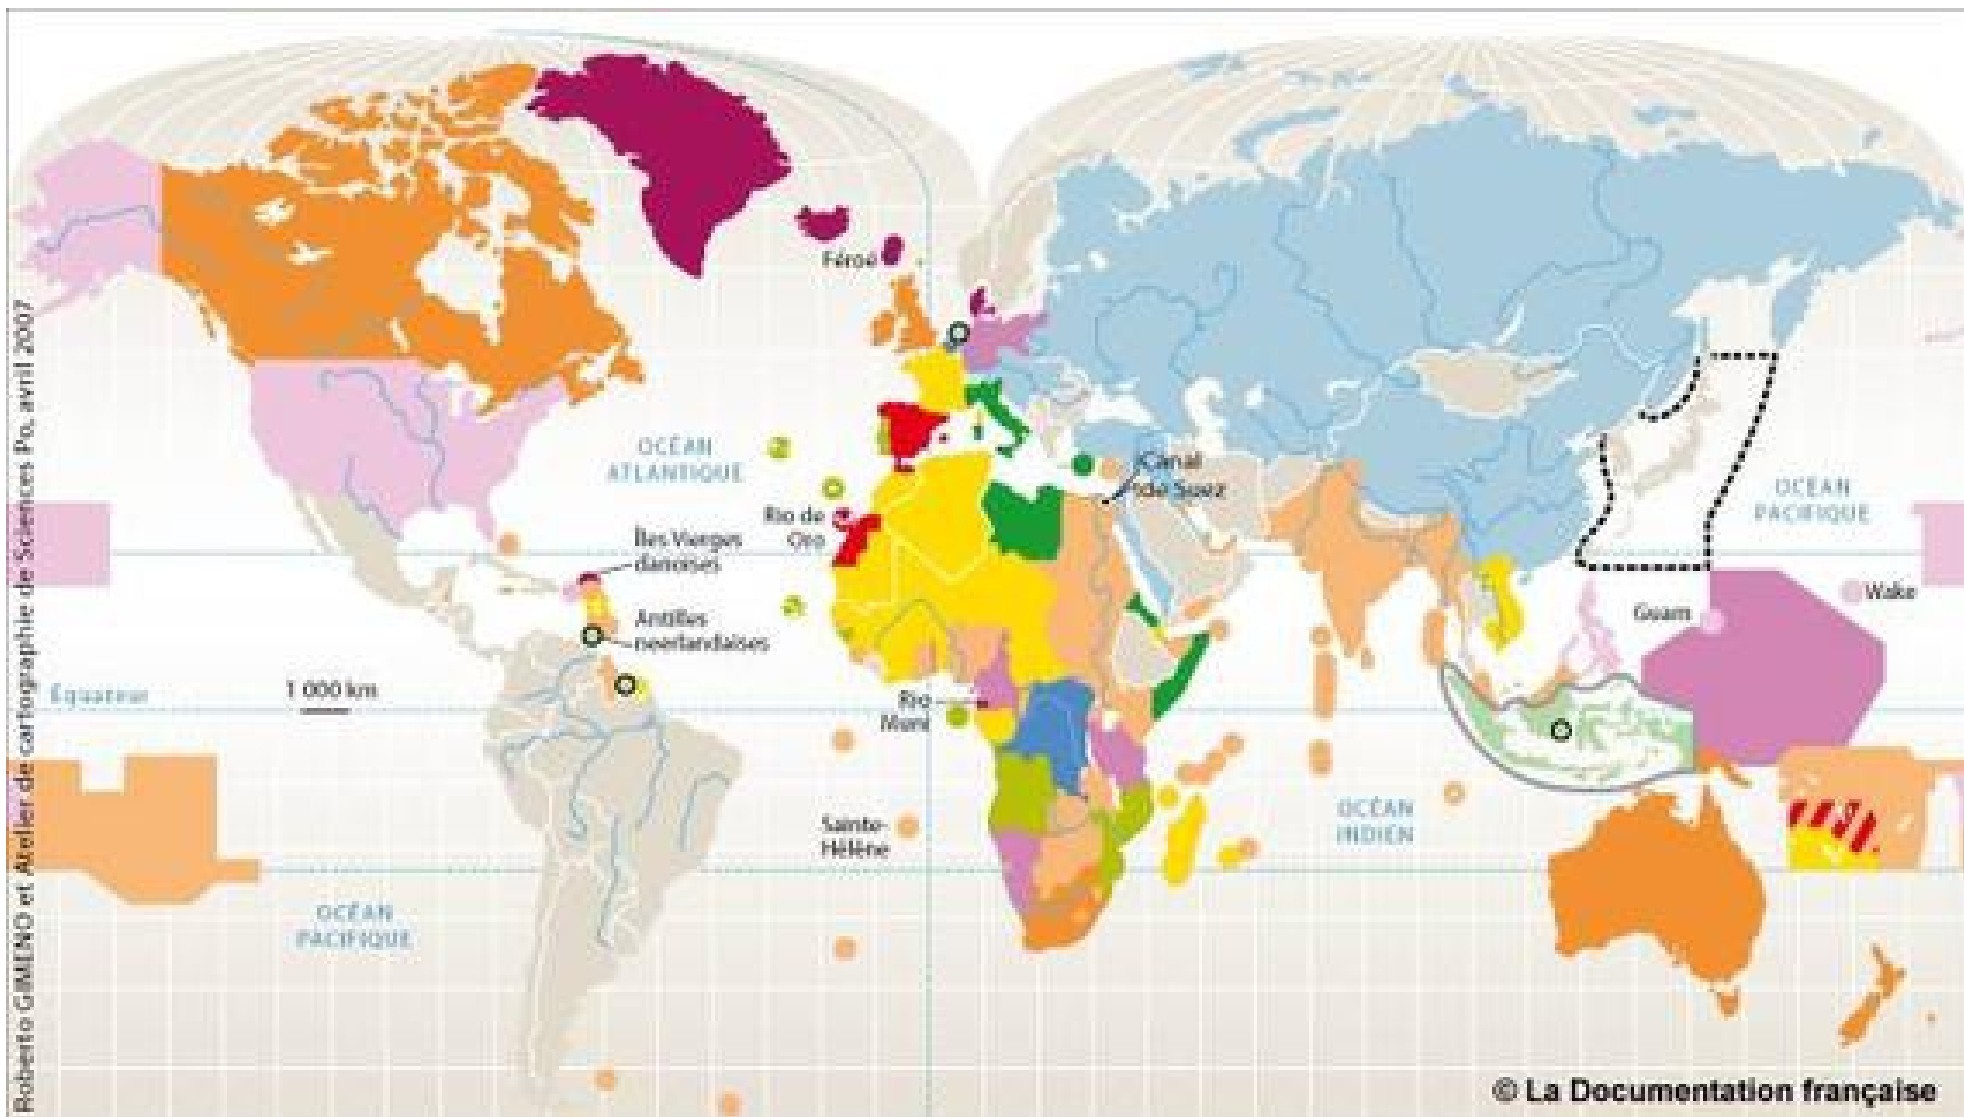 Roberto GIMENO et Atelier de cartographie de Sciences Po, avril 2007
Féroé
OCÉAN
ATLANTIQUE
Canal
de Suez
OCÉAN
PACIFIQUE
Rio de
Oro
Îles Vierges
danoises
Antilles
néerlandaises
Guam
Wake
Équateur
1 000 km
Rio
Muni
Sainte-
Hélène
OCÉAN
INDIEN
OCÉAN
PACIFIQUE
© La Documentation française